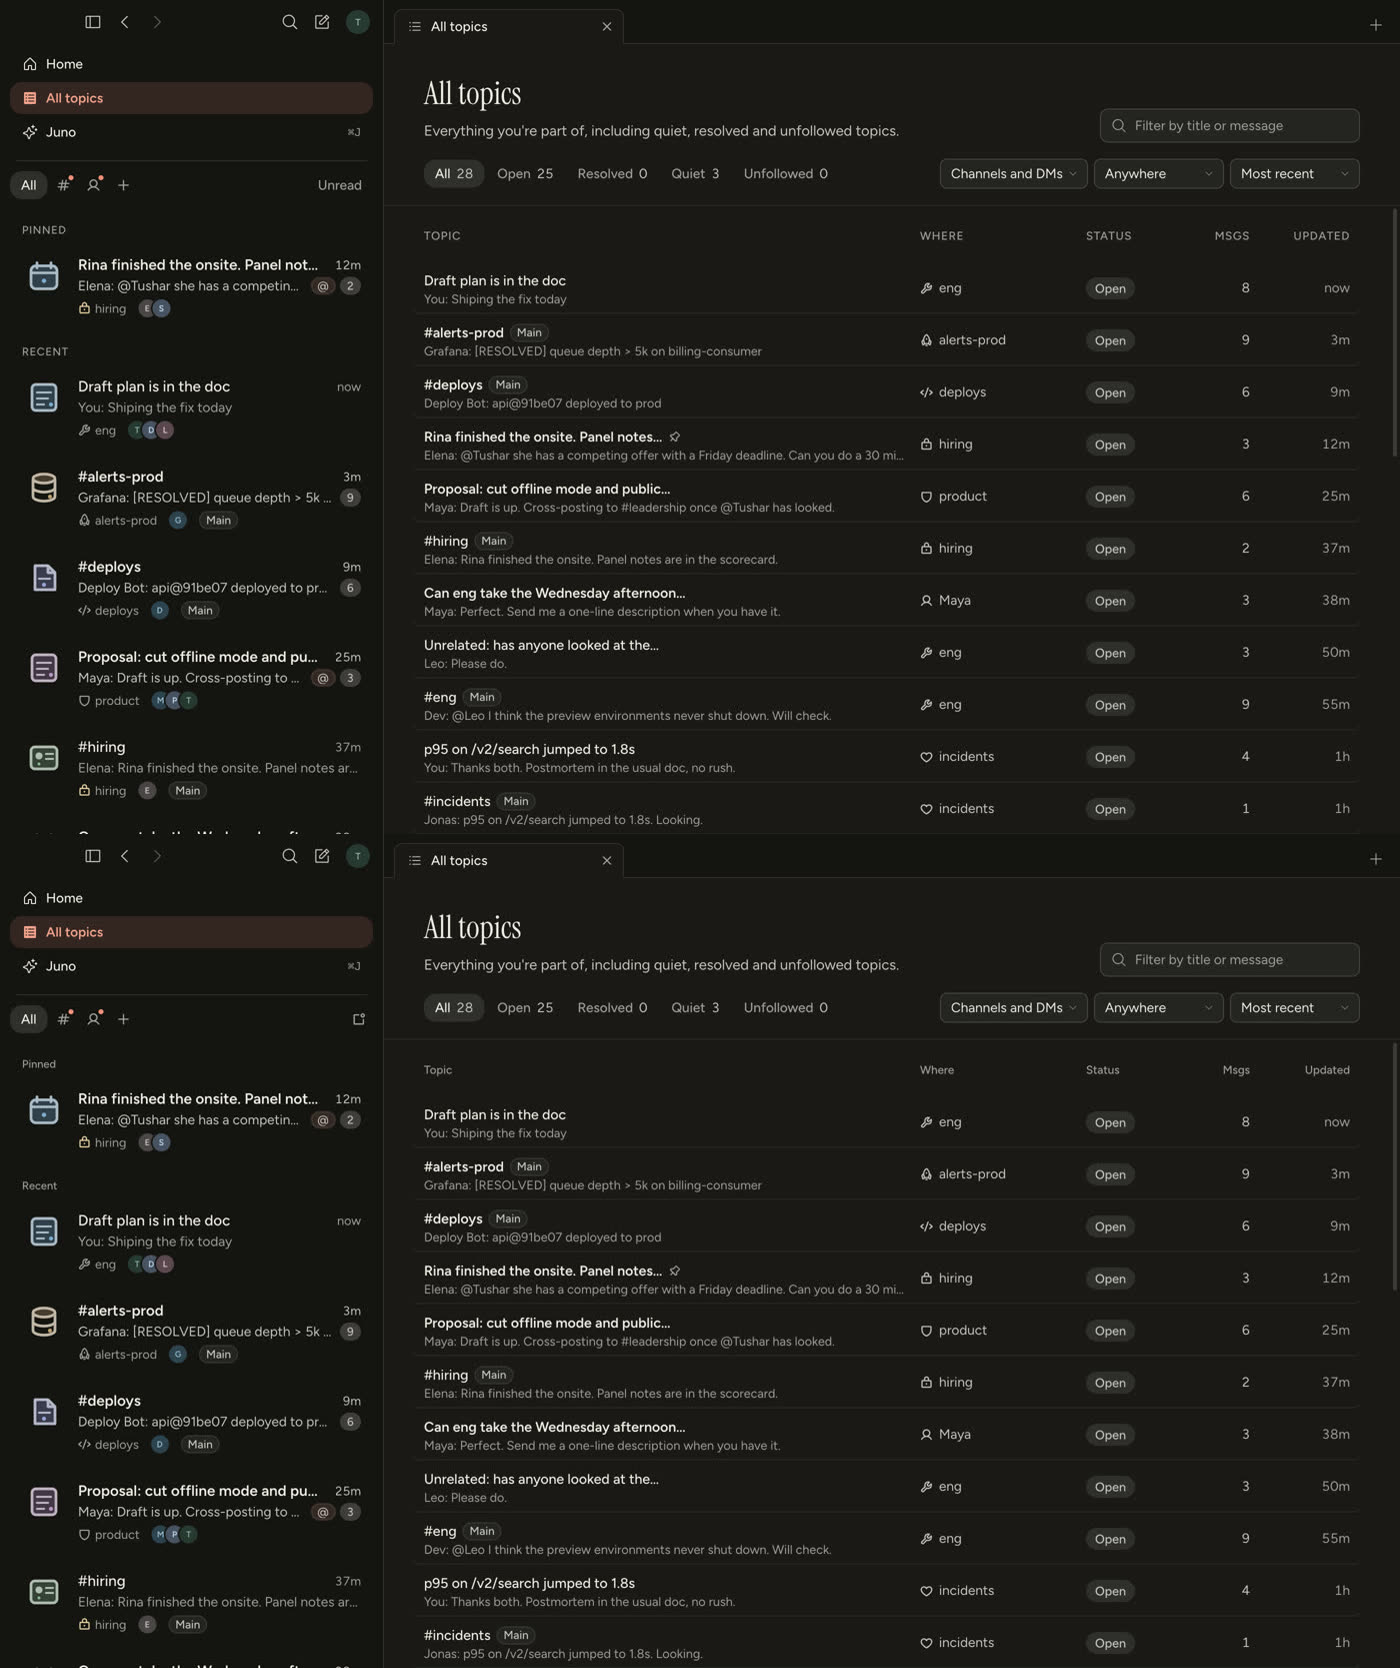 T
All topics
Home
All topics
Juno ⌘J
All # + Unread
PINNED
Rina finished the onsite. Panel not... 12m
Elena: @Tushar she has a competin... @ 2
hiring E S
RECENT
Draft plan is in the doc now
You: Shiping the fix today
eng T D L
#alerts-prod 3m
Grafana: [RESOLVED] queue depth > 5k ... 9
alerts-prod G Main
#deploys 9m
Deploy Bot: api@91be07 deployed to pr... 6
</> deploys D Main
Proposal: cut offline mode and pu... 25m
Maya: Draft is up. Cross-posting to ... @ 3
product M P T
#hiring 37m
Elena: Rina finished the onsite. Panel notes ar...
hiring E Main
All topics
Everything you're part of, including quiet, resolved and unfollowed topics.
Filter by title or message
All 28 Open 25 Resolved 0 Quiet 3 Unfollowed 0
Channels and DMs Anywhere Most recent
TOPIC WHERE STATUS MSGS UPDATED
Draft plan is in the doc
You: Shiping the fix today
eng Open 8 now
#alerts-prod Main
Grafana: [RESOLVED] queue depth > 5k on billing-consumer
alerts-prod Open 9 3m
#deploys Main
Deploy Bot: api@91be07 deployed to prod
</> deploys Open 6 9m
Rina finished the onsite. Panel notes...
Elena: @Tushar she has a competing offer with a Friday deadline. Can you do a 30 mi...
hiring Open 3 12m
Proposal: cut offline mode and public...
Maya: Draft is up. Cross-posting to #leadership once @Tushar has looked.
product Open 6 25m
#hiring Main
Elena: Rina finished the onsite. Panel notes are in the scorecard.
hiring Open 2 37m
Can eng take the Wednesday afternoon...
Maya: Perfect. Send me a one-line description when you have it.
Maya Open 3 38m
Unrelated: has anyone looked at the...
Leo: Please do.
eng Open 3 50m
#eng Main
Dev: @Leo I think the preview environments never shut down. Will check.
eng Open 9 55m
p95 on /v2/search jumped to 1.8s
You: Thanks both. Postmortem in the usual doc, no rush.
incidents Open 4 1h
#incidents Main
Jonas: p95 on /v2/search jumped to 1.8s. Looking.
incidents Open 1 1h
T
All topics
Home
All topics
Juno ⌘J
All # +
Pinned
Rina finished the onsite. Panel not... 12m
Elena: @Tushar she has a competin... @ 2
hiring E S
Recent
Draft plan is in the doc now
You: Shiping the fix today
eng T D L
#alerts-prod 3m
Grafana: [RESOLVED] queue depth > 5k ... 9
alerts-prod G Main
#deploys 9m
Deploy Bot: api@91be07 deployed to pr... 6
</> deploys D Main
Proposal: cut offline mode and pu... 25m
Maya: Draft is up. Cross-posting to ... @ 3
product M P T
#hiring 37m
Elena: Rina finished the onsite. Panel notes ar...
hiring E Main
All topics
Everything you're part of, including quiet, resolved and unfollowed topics.
Filter by title or message
All 28 Open 25 Resolved 0 Quiet 3 Unfollowed 0
Channels and DMs Anywhere Most recent
Topic Where Status Msgs Updated
Draft plan is in the doc
You: Shiping the fix today
eng Open 8 now
#alerts-prod Main
Grafana: [RESOLVED] queue depth > 5k on billing-consumer
alerts-prod Open 9 3m
#deploys Main
Deploy Bot: api@91be07 deployed to prod
</> deploys Open 6 9m
Rina finished the onsite. Panel notes...
Elena: @Tushar she has a competing offer with a Friday deadline. Can you do a 30 mi...
hiring Open 3 12m
Proposal: cut offline mode and public...
Maya: Draft is up. Cross-posting to #leadership once @Tushar has looked.
product Open 6 25m
#hiring Main
Elena: Rina finished the onsite. Panel notes are in the scorecard.
hiring Open 2 37m
Can eng take the Wednesday afternoon...
Maya: Perfect. Send me a one-line description when you have it.
Maya Open 3 38m
Unrelated: has anyone looked at the...
Leo: Please do.
eng Open 3 50m
#eng Main
Dev: @Leo I think the preview environments never shut down. Will check.
eng Open 9 55m
p95 on /v2/search jumped to 1.8s
You: Thanks both. Postmortem in the usual doc, no rush.
incidents Open 4 1h
#incidents Main
Jonas: p95 on /v2/search jumped to 1.8s. Looking.
incidents Open 1 1h